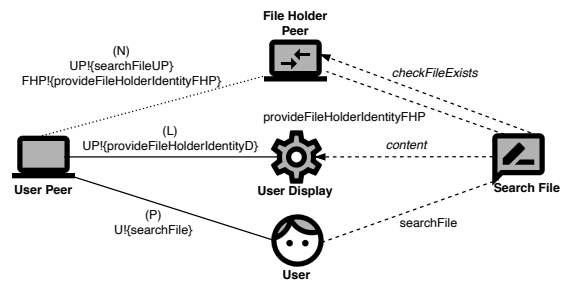 File Holder
Peer
(N)
UP!{searchFileUP}
FHP!{provideFileHolderIdentityFHP}
checkFileExists
provideFileHolderIdentityFHP
(L)
UP!{provideFileHolderIdentityD}
content
User Peer
User Display
Search File
(P)
U!{searchFile}
searchFile
User